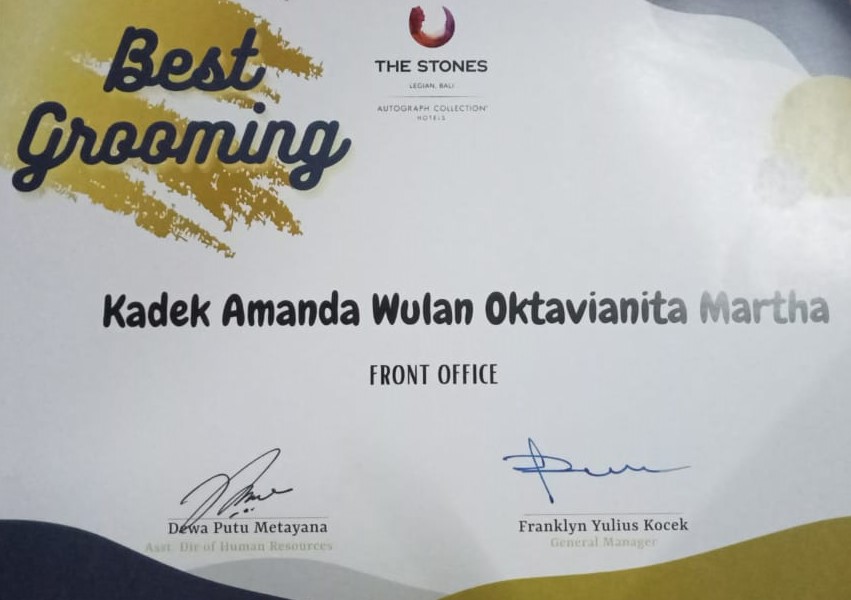 Best
Grooming
THE STONES
LEGIAN, BALI
AUTOGRAPH COLLECTION®
HOTELS
Kadek Amanda Wulan Oktavianita Martha
FRONT OFFICE
Dewa Putu Metayana
Asst. Dir of Human Resources
Franklyn Yulius Kocek
General Manager